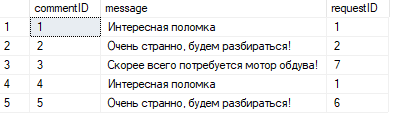 commentID message requestID
1 1 Интересная поломка 1
2 2 Очень странно, будем разбираться! 2
3 3 Скорее всего потребуется мотор обдува! 7
4 4 Интересная поломка 1
5 5 Очень странно, будем разбираться! 6